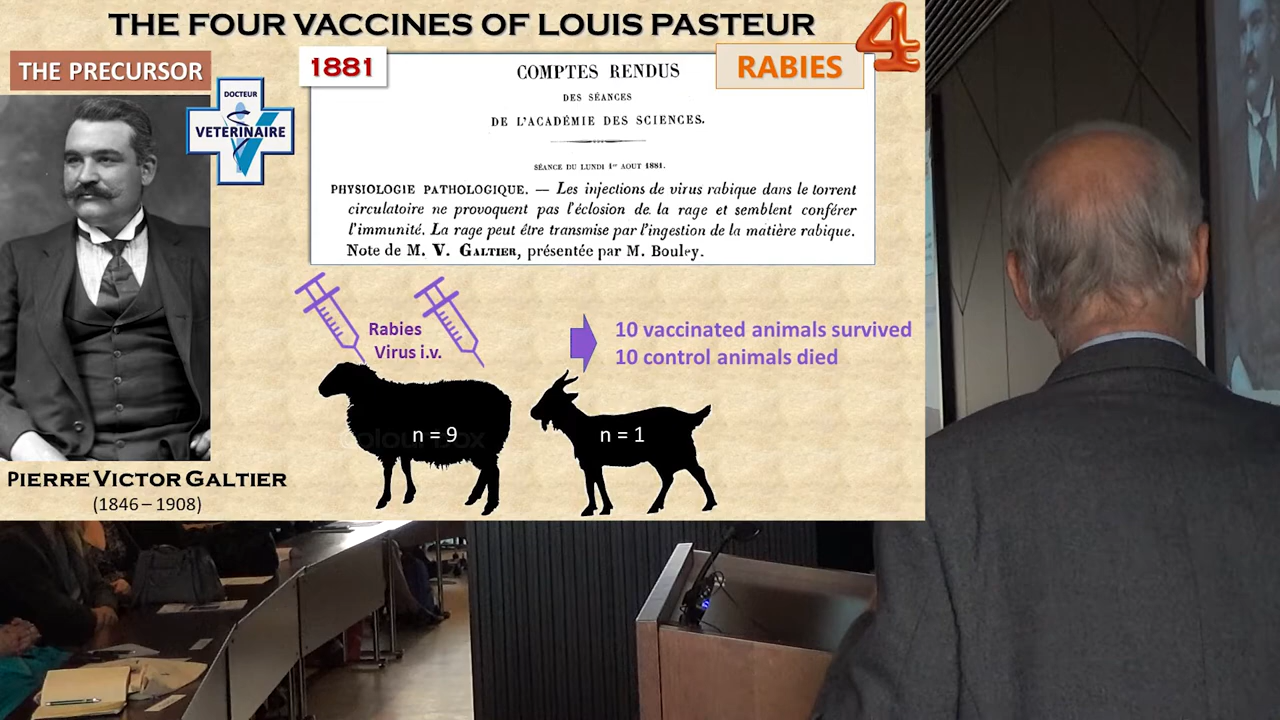 THE FOUR VACCINES OF LOUIS PASTEUR
4
THE PRECURSOR
DOCTEUR
VETERINAIRE
1881
RABIES
COMPTES RENDUS
DES SÉANCES
DE L'ACADÉMIE DES SCIENCES.
SÉANCE DU LUNDI 1er AOUT 1881.
PHYSIOLOGIE PATHOLOGIQUE. — Les injections de virus rabique dans le torrent
circulatoire ne provoquent pas l'éclosion de la rage et semblent conférer
l'immunité. La rage peut être transmise par l'ingestion de la matière rabique.
Note de M. V. GALTIER, présentée par M. Bouley.
Rabies
Virus i.v.
10 vaccinated animals survived
10 control animals died
n = 9
n = 1
PIERRE VICTOR GALTIER
(1846 – 1908)